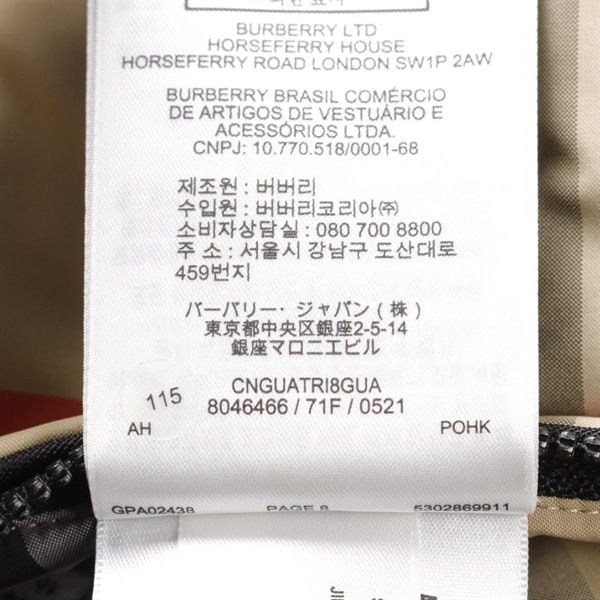 BURBERRY LTD
HORSEFERRY HOUSE
HORSEFERRY ROAD LONDON SW1P 2AW
BURBERRY BRASIL COMÉRCIO
DE ARTIGOS DE VESTUÁRIO E
ACESSÓRIOS LTDA.
CNPJ: 10.770.518/0001-68
제조원 : 버버리
수입원 : 버버리코리아㈜
소비자상담실 : 080 700 8800
주 소 : 서울시 강남구 도산대로
459번지
バーバリー・ジャパン(株)
東京都中央区銀座2-5-14
銀座マロニエビル
CNGUATRI8GUA
115
8046466 / 71F / 0521
AH POHK
GPA02438 PAGE 8 5302869911